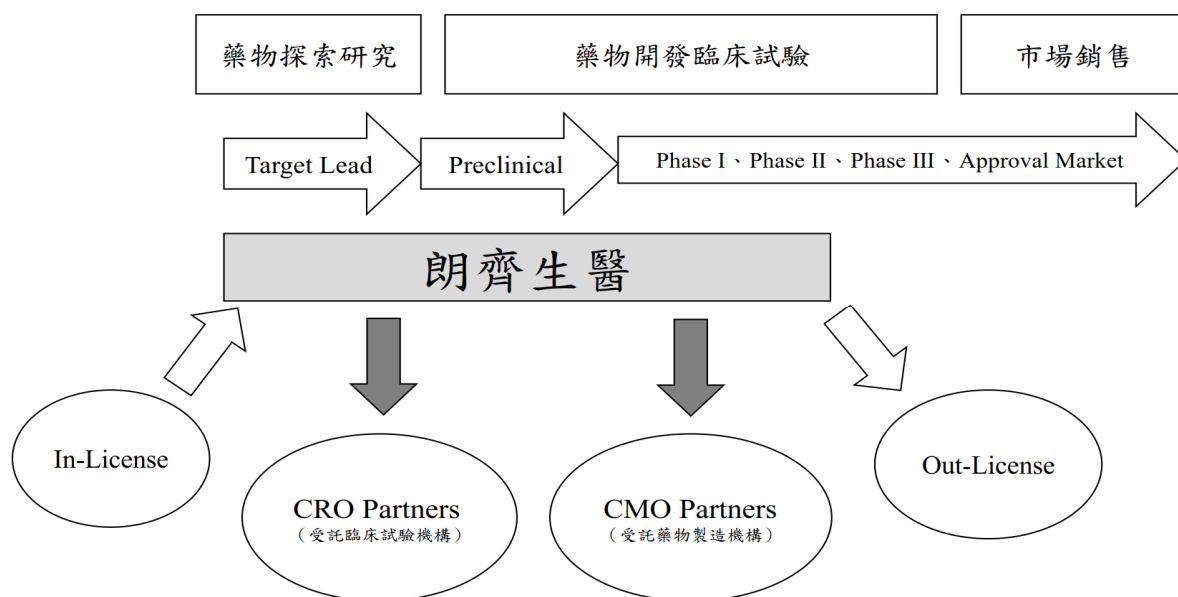 藥物探索研究
藥物開發臨床試驗
市場銷售
Target Lead
Preclinical
Phase I、Phase II、Phase III、Approval Market
朗齊生醫
In-License
CRO Partners
（受託臨床試驗機構）
CMO Partners
（受託藥物製造機構）
Out-License